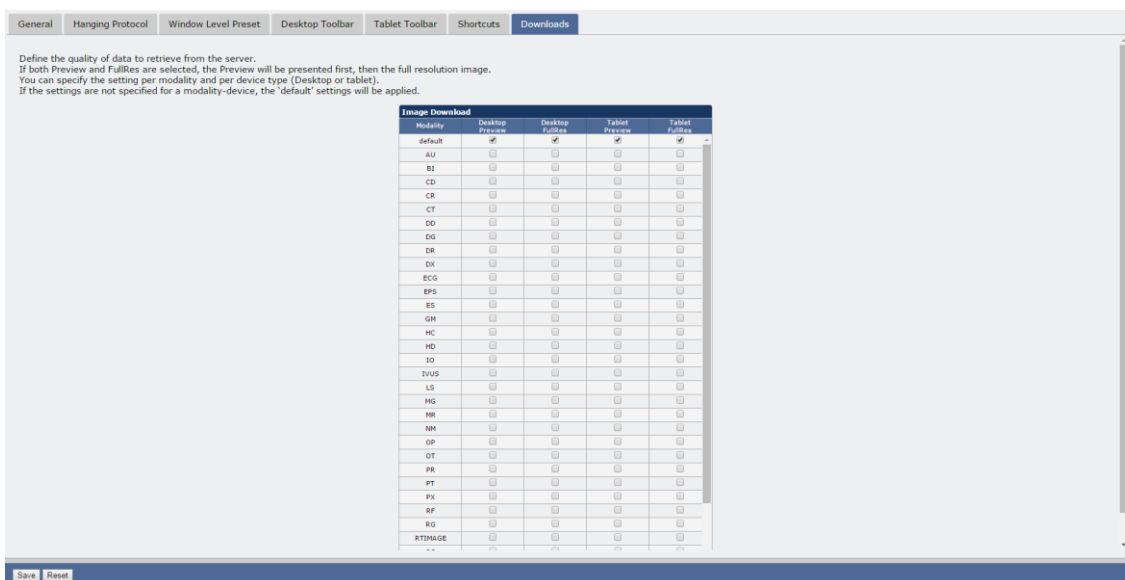 General Hanging Protocol Window Level Preset Desktop Toolbar Tablet Toolbar Shortcuts Downloads
Define the quality of data to retrieve from the server.
If both Preview and FullRes are selected, the Preview will be presented first, then the full resolution image.
You can specify the setting per modality and per device type (Desktop or tablet).
If the settings are not specified for a modality-device, the 'default' settings will be applied.
Image Download
Modality Desktop Preview Desktop FullRes Tablet Preview Tablet FullRes
default
AU
BI
CD
CR
CT
DD
DG
DR
DX
ECG
EPS
ES
GM
HC
HD
IO
IVUS
LS
MG
MR
NM
OP
OT
PR
PT
PX
RF
RG
RTIMAGE
Save Reset